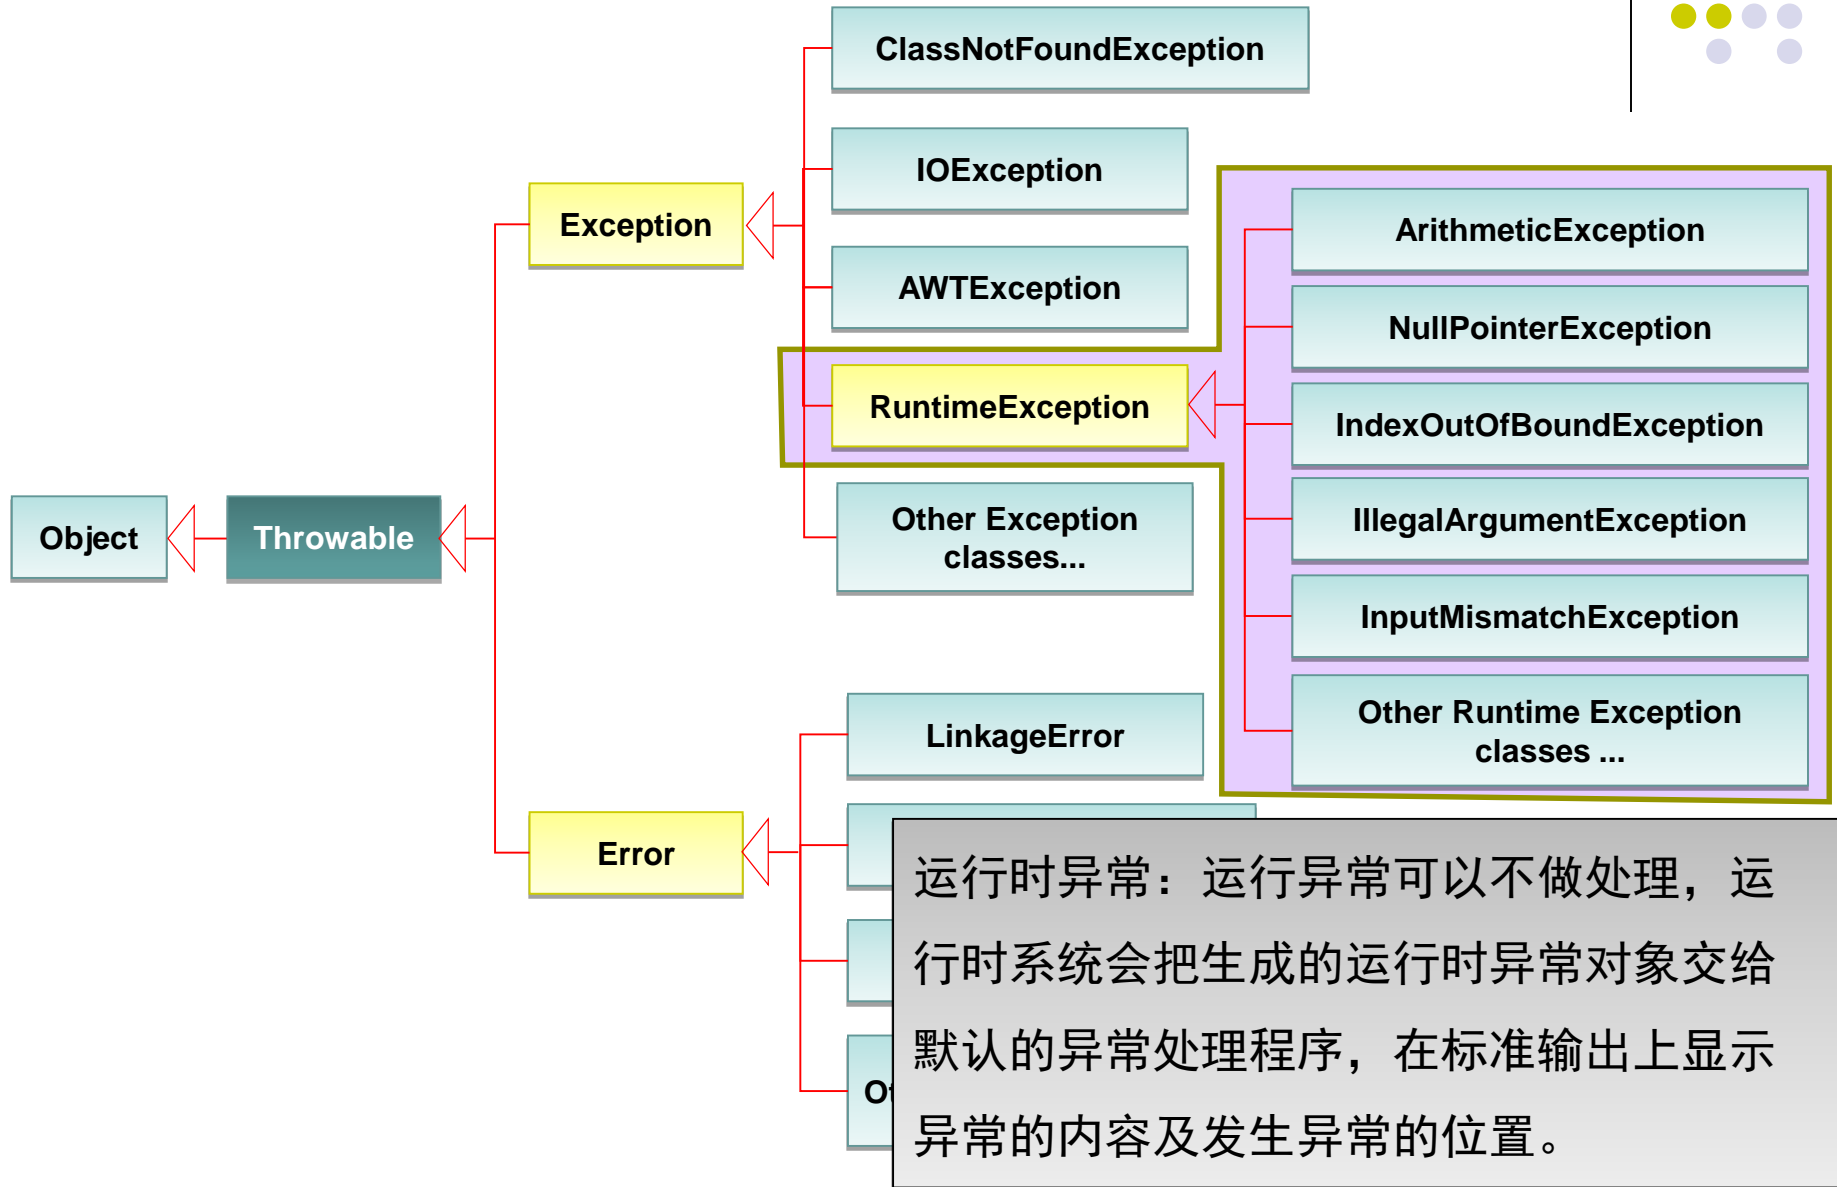 ClassNotFoundException
IOException
Exception
ArithmeticException
AWTException
NullPointerException
RuntimeException
IndexOutOfBoundException
Object
Throwable
Other Exception
classes...
IllegalArgumentException
InputMismatchException
LinkageError
Other Runtime Exception
classes ...
Error
运行时异常：运行异常可以不做处理，运
行时系统会把生成的运行时异常对象交给
默认的异常处理程序，在标准输出上显示
异常的内容及发生异常的位置。